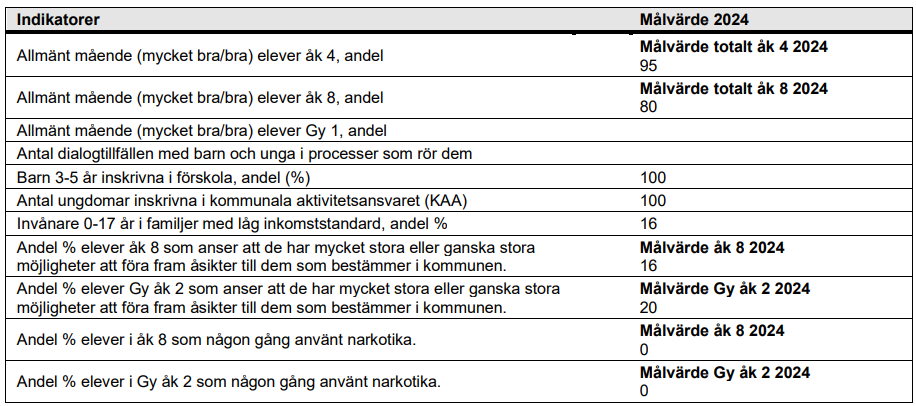 Indikatorer Målvärde 2024
Allmänt mående (mycket bra/bra) elever åk 4, andel
Målvärde totalt åk 4 2024
95
Allmänt mående (mycket bra/bra) elever åk 8, andel
Målvärde totalt åk 8 2024
80
Allmänt mående (mycket bra/bra) elever Gy 1, andel
Antal dialogtillfällen med barn och unga i processer som rör dem
Barn 3-5 år inskrivna i förskola, andel (%) 100
Antal ungdomar inskrivna i kommunala aktivitetsansvaret (KAA) 100
Invånare 0-17 år i familjer med låg inkomststandard, andel % 16
Andel % elever åk 8 som anser att de har mycket stora eller ganska stora
möjligheter att föra fram åsikter till dem som bestämmer i kommunen.
Målvärde åk 8 2024
16
Andel % elever Gy åk 2 som anser att de har mycket stora eller ganska stora
möjligheter att föra fram åsikter till dem som bestämmer i kommunen.
Målvärde Gy åk 2 2024
20
Andel % elever i åk 8 som någon gång använt narkotika.
Målvärde åk 8 2024
0
Andel % elever i Gy åk 2 som någon gång använt narkotika.
Målvärde Gy åk 2 2024
0